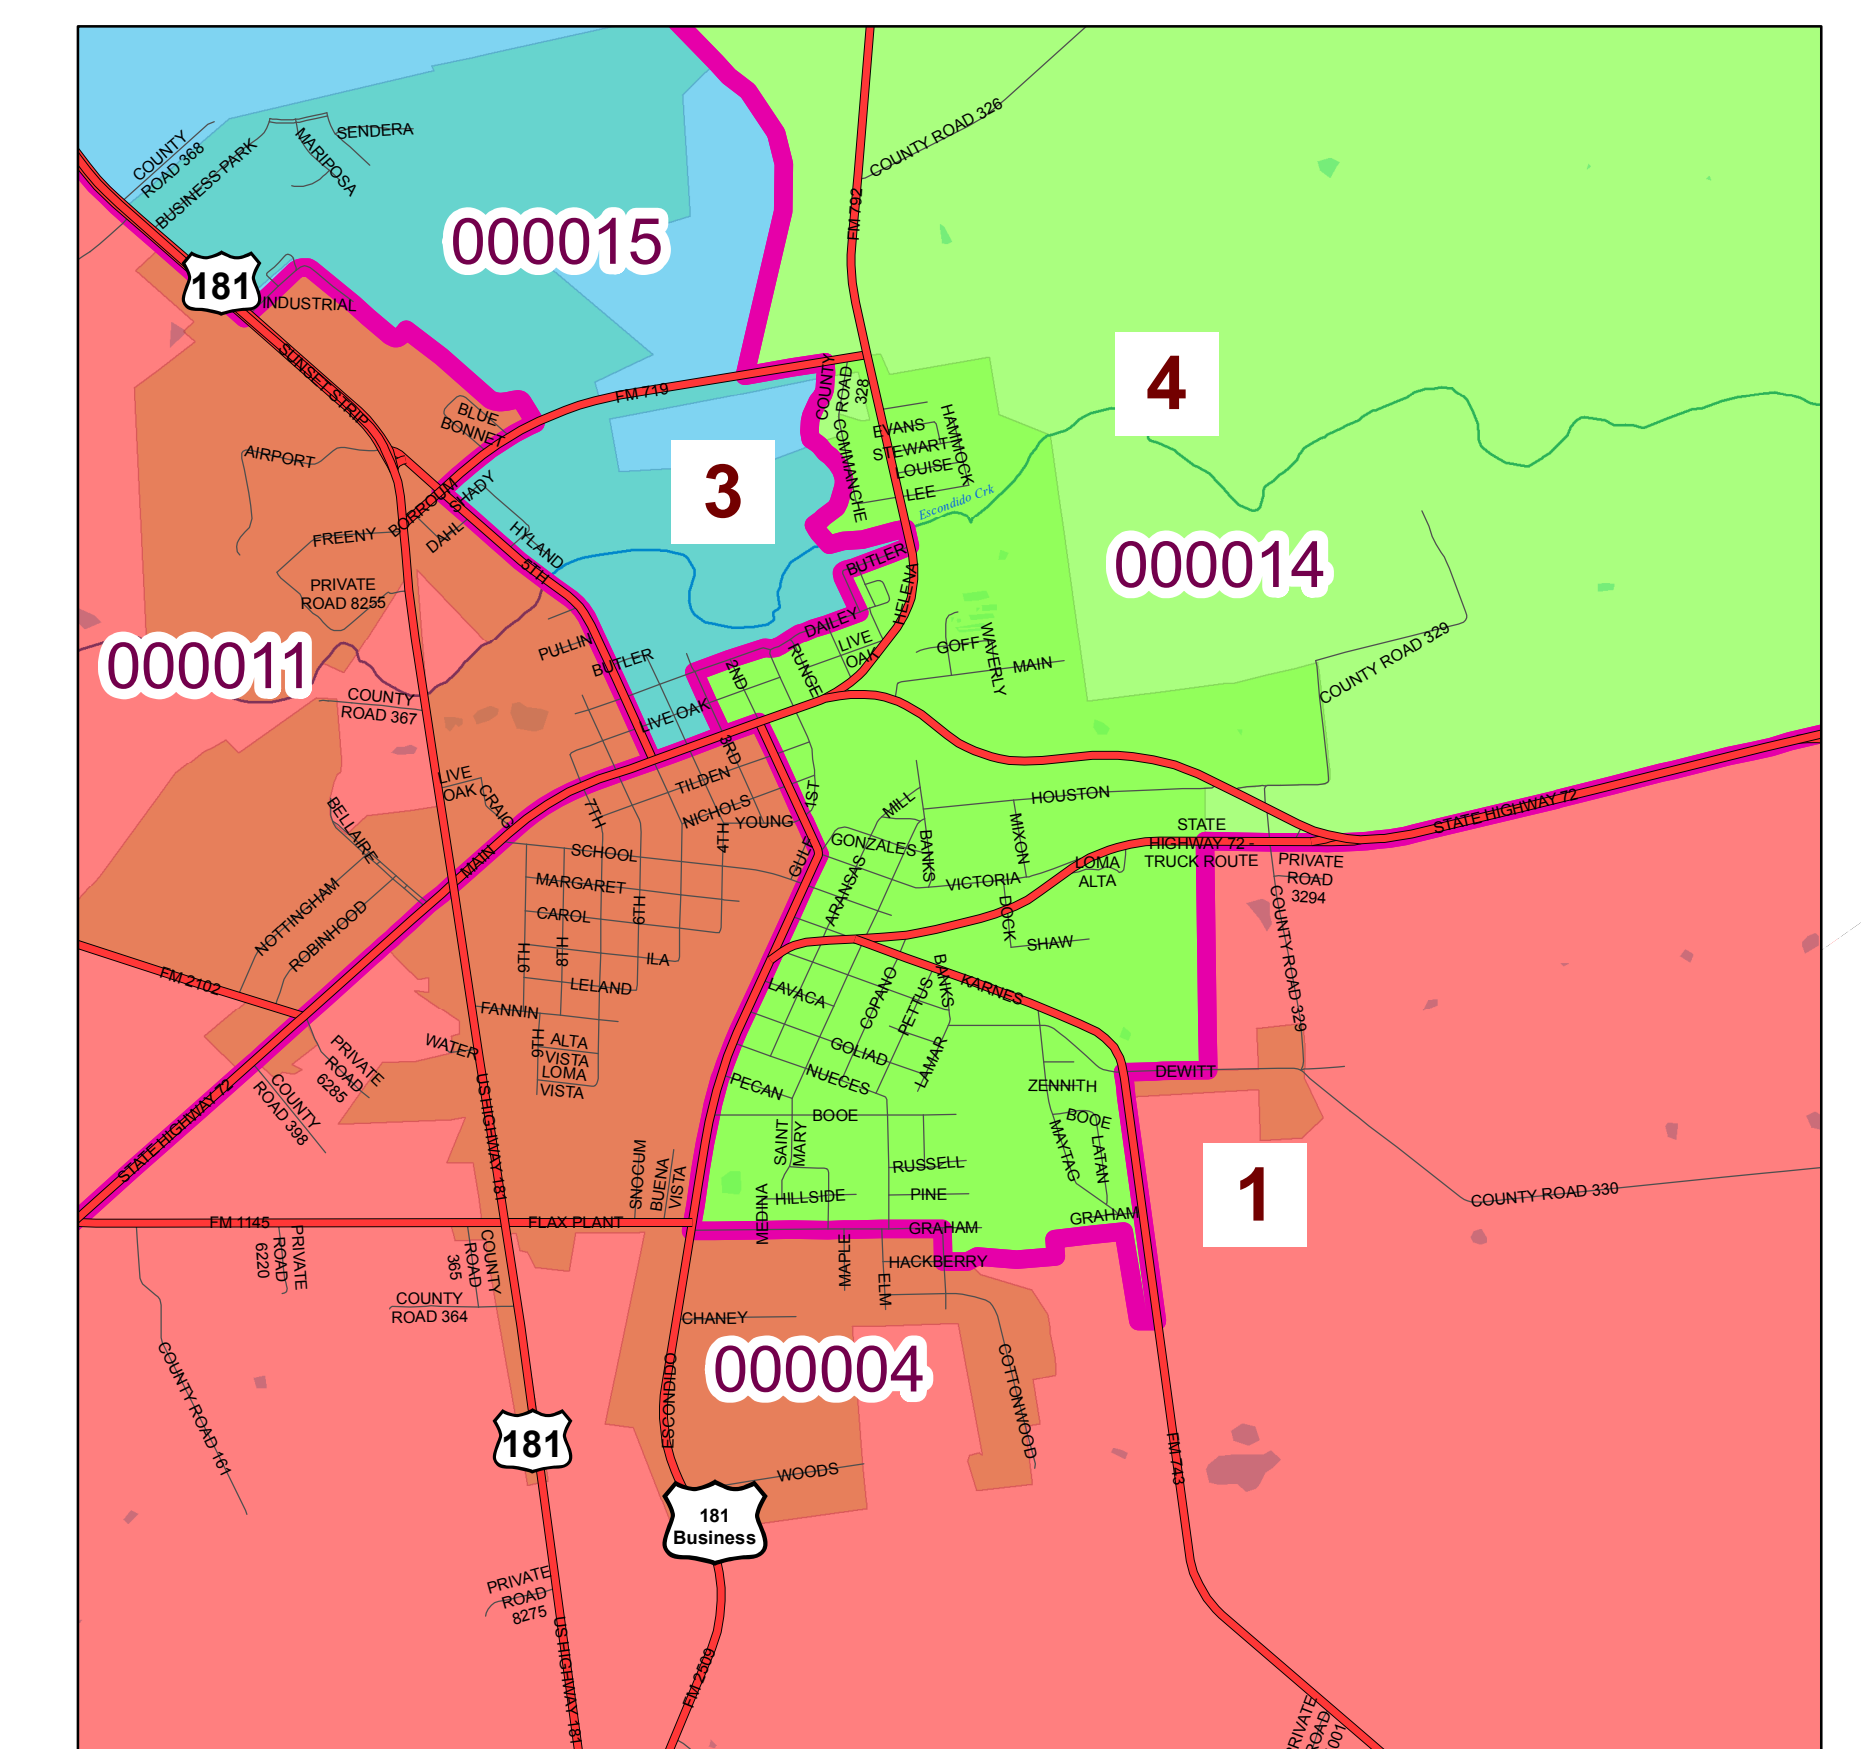 COUNTY
ROAD 368
BUSINESS PARK
MARIPOSA
SENDERA
000015
181
INDUSTRIAL
SUNSET STRIP
FM 792
COUNTY ROAD 326
4
FM 719
COUNTY
ROAD
328
BLUE
BONNET
AIRPORT
3
COMMANCHE
EVANS
STEWART
LOUISE
LEE
HAMMOCK
Escondido Crk
000014
BORROUM
SHADY
DAHL
HYLAND
5TH
FREENY
PRIVATE
ROAD 8255
BUTLER
HELENA
DAILEY
LIVE
OAK
RUNGE
2ND
GOFF
WAVERLY
MAIN
COUNTY ROAD 329
000011
PULLIN
BUTLER
LIVE OAK
COUNTY
ROAD 367
3RD
TILDEN
NICHOLS
YOUNG
4TH
7TH
1ST
GULF
LIVE
OAK
CRAIG
BELLAIRE
MAIN
SCHOOL
MARGARET
CAROL
6TH
9TH
8TH
ILA
LELAND
FANNIN
9TH
ALTA
VISTA
LOMA
VISTA
WATER
NOTTINGHAM
ROBINHOOD
FM 2102
PRIVATE
ROAD
6285
COUNTY
ROAD 398
STATE HIGHWAY 72
US HIGHWAY 181
MILL
GONZALES
BANKS
ARANSAS
HOUSTON
MIXON
VICTORIA
DOCK
SHAW
LOMA
ALTA
STATE
HIGHWAY 72 -
TRUCK ROUTE
STATE HIGHWAY 72
PRIVATE
ROAD
3294
COUNTY ROAD 329
LAVACA
COPANO
PETTUS
BANKS
KARNES
GOLIAD
NUECES
LAMAR
PECAN
BOOE
SAINT
MARY
ZENNITH
BOOE
MAYTAG
LATAN
DEWITT
RUSSELL
PINE
HILLSIDE
MEDINA
GRAHAM
GRAHAM
HACKBERRY
MAPLE
ELM
1
COUNTY ROAD 330
SNOCUM
BUENA
VISTA
FM 1145
FLAX PLANT
PRIVATE
ROAD
6220
COUNTY
ROAD
365
COUNTY
ROAD 364
COUNTY ROAD 161
CHANEY
000004
COTTONWOOD
ESCONDIDO
WOODS
181
181
Business
FM 743
PRIVATE
ROAD
8275
US HIGHWAY 181
FM 2509